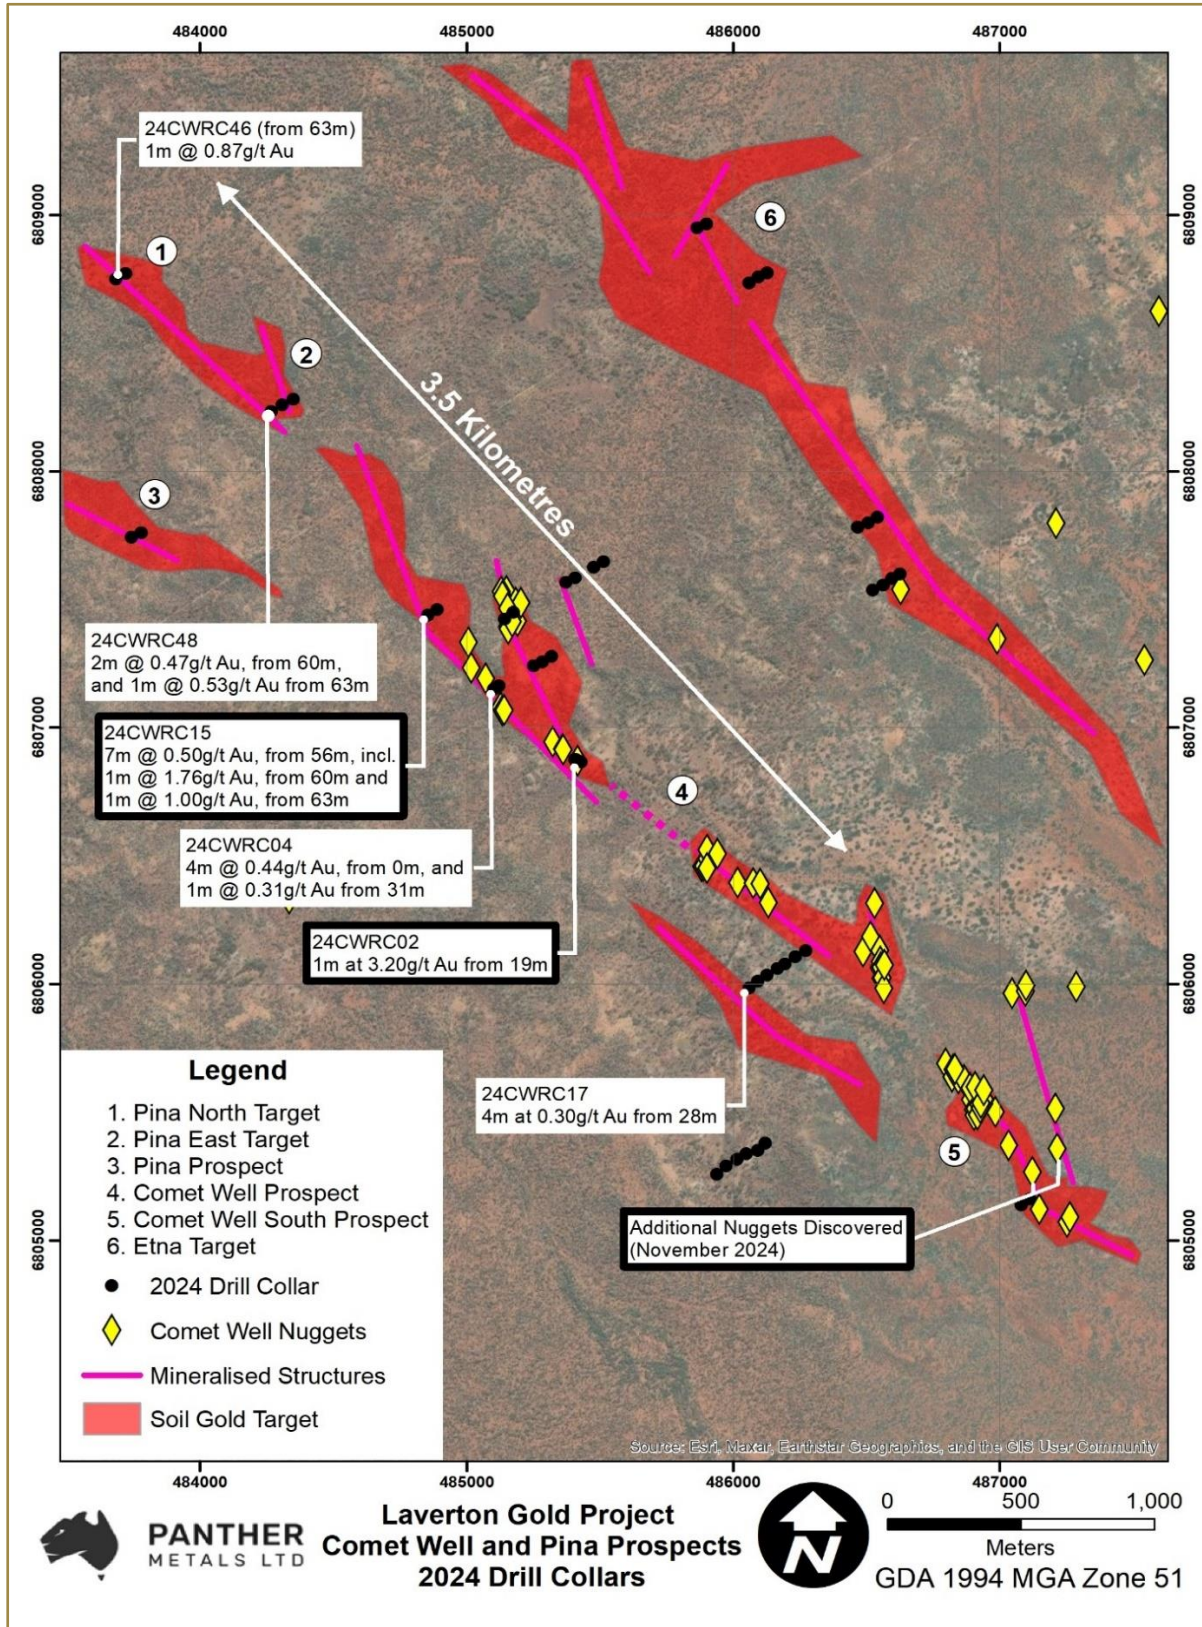 484000
485000
486000
487000
6809000
6809000
24CWRC46 (from 63m)
1m @ 0.87g/t Au
1
6
2
3.5 Kilometres
6808000
6808000
3
24CWRC48
2m @ 0.47g/t Au, from 60m,
and 1m @ 0.53g/t Au from 63m
6807000
6807000
24CWRC15
7m @ 0.50g/t Au, from 56m, incl.
1m @ 1.76g/t Au, from 60m and
1m @ 1.00g/t Au, from 63m
4
24CWRC04
4m @ 0.44g/t Au, from 0m, and
1m @ 0.31g/t Au from 31m
24CWRC02
1m at 3.20g/t Au from 19m
6806000
6806000
24CWRC17
4m at 0.30g/t Au from 28m
5
Additional Nuggets Discovered
(November 2024)
6805000
6805000
Legend
1. Pina North Target
2. Pina East Target
3. Pina Prospect
4. Comet Well Prospect
5. Comet Well South Prospect
6. Etna Target
2024 Drill Collar
Comet Well Nuggets
Mineralised Structures
Soil Gold Target
Source: Esri, Maxar, Earthstar Geographics, and the GIS User Community
484000
485000
486000
487000
PANTHER
METALS LTD
Laverton Gold Project
Comet Well and Pina Prospects
2024 Drill Collars
N
0 500 1,000
Meters
GDA 1994 MGA Zone 51